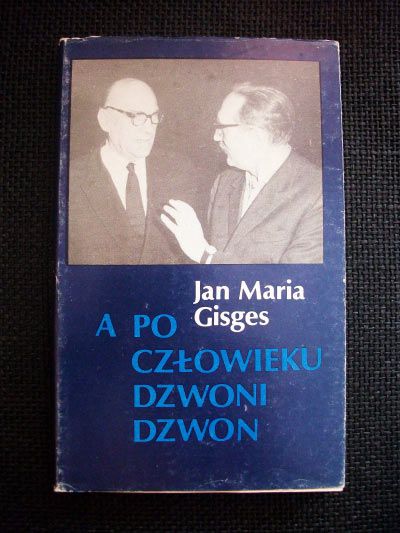 Jan Maria
Gisges
A PO
CZŁOWIEKU
DZWONI
DZWON